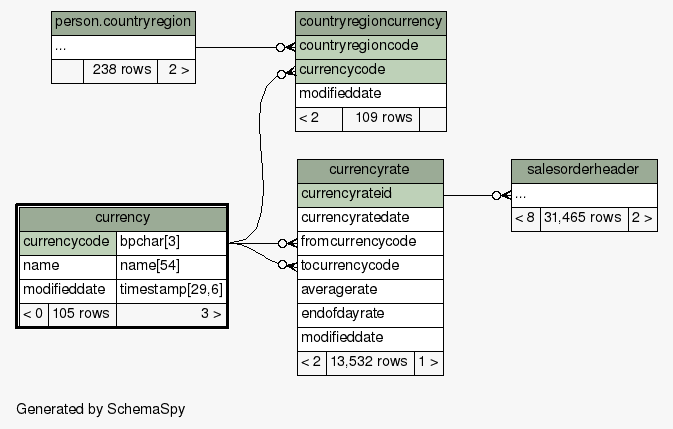 person.countryregion
...
238 rows 2 >
countryregioncurrency
countryregioncode
currencycode
modifieddate
< 2 109 rows
currency
currencycode bpchar[3]
name name[54]
modifieddate timestamp[29,6]
< 0 105 rows 3 >
currencyrate
currencyrateid
currencyratedate
fromcurrencycode
tocurrencycode
averagerate
endofdayrate
modifieddate
< 2 13,532 rows 1 >
salesorderheader
...
< 8 31,465 rows 2 >
Generated by SchemaSpy